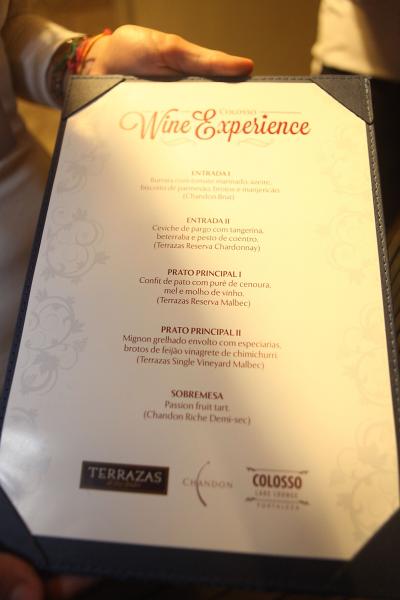 COLOSSO
Wine Experience
ENTRADA I
Burrata com tomate marinado, azeite,
biscoito de parmesão, brotos e manjericão.
(Chandon Brut)
ENTRADA II
Ceviche de pargo com tangerina,
beterraba e pesto de coentro.
(Terrazas Reserva Chardonnay)
PRATO PRINCIPAL I
Confit de pato com purê de cenoura,
mel e molho de vinho.
(Terrazas Reserva Malbec)
PRATO PRINCIPAL II
Mignon grelhado envolto com especiarias,
brotos de feijão vinagrete de chimichurri.
(Terrazas Single Vineyard Malbec)
SOBREMESA
Passion fruit tart.
(Chandon Riche Demi-sec)
TERRAZAS
CHANDON
COLOSSO
LAKE LOUNGE
FORTALEZA